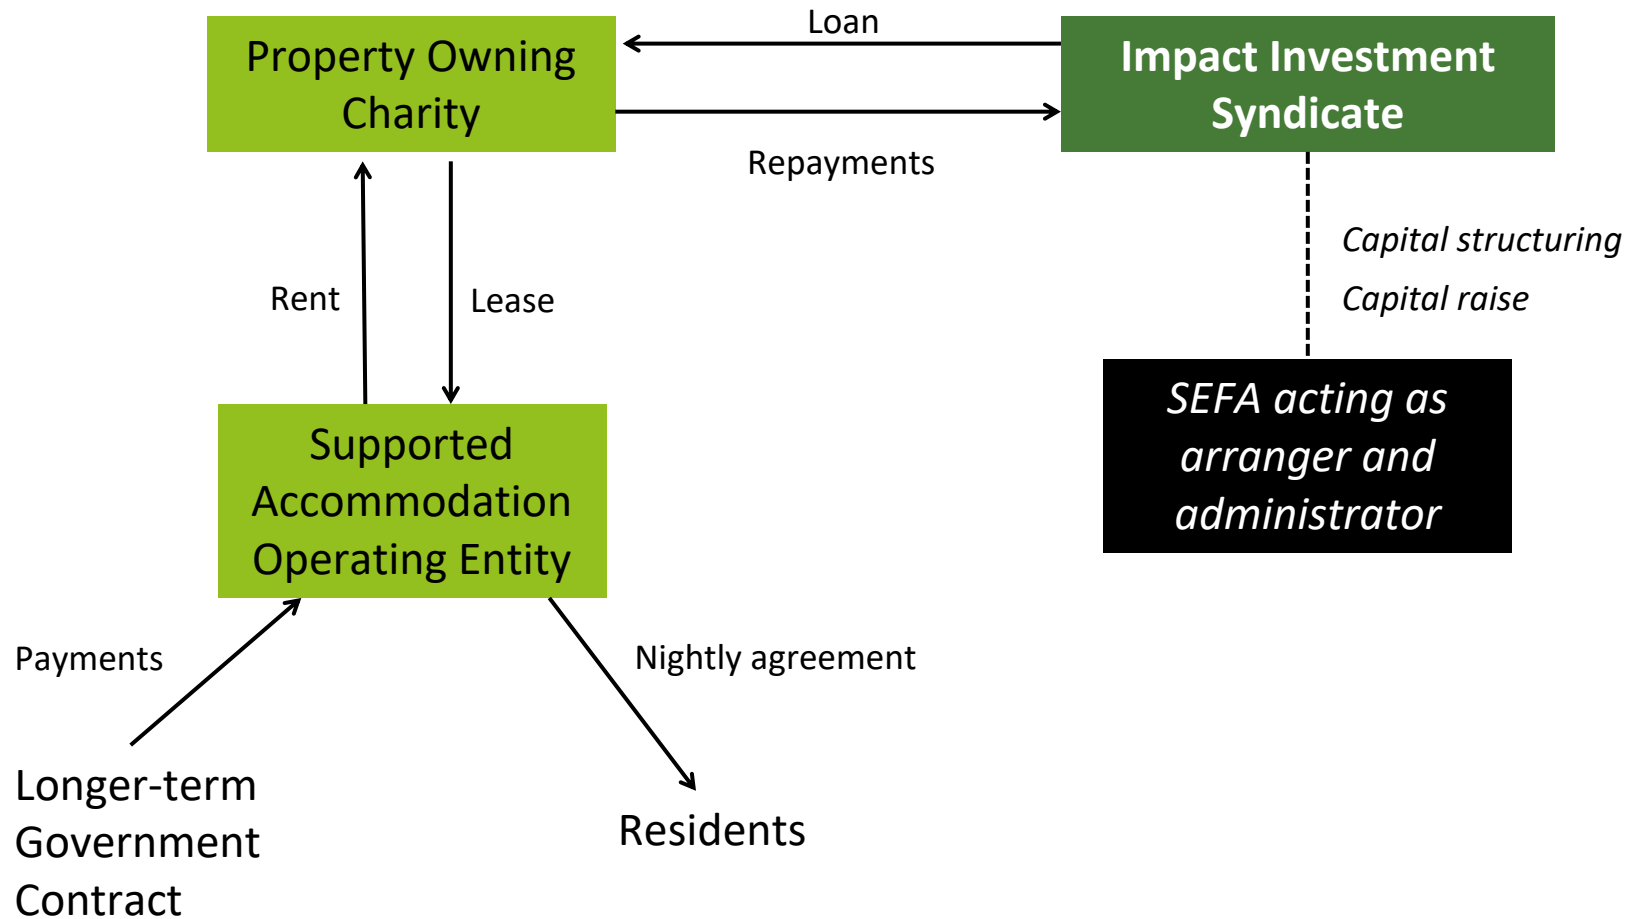 Loan
Property Owning
Charity
Impact Investment
Syndicate
Repayments
Capital structuring
Capital raise
Rent
Lease
SEFA acting as
arranger and
administrator
Supported
Accommodation
Operating Entity
Payments
Nightly agreement
Longer-term
Government
Contract
Residents